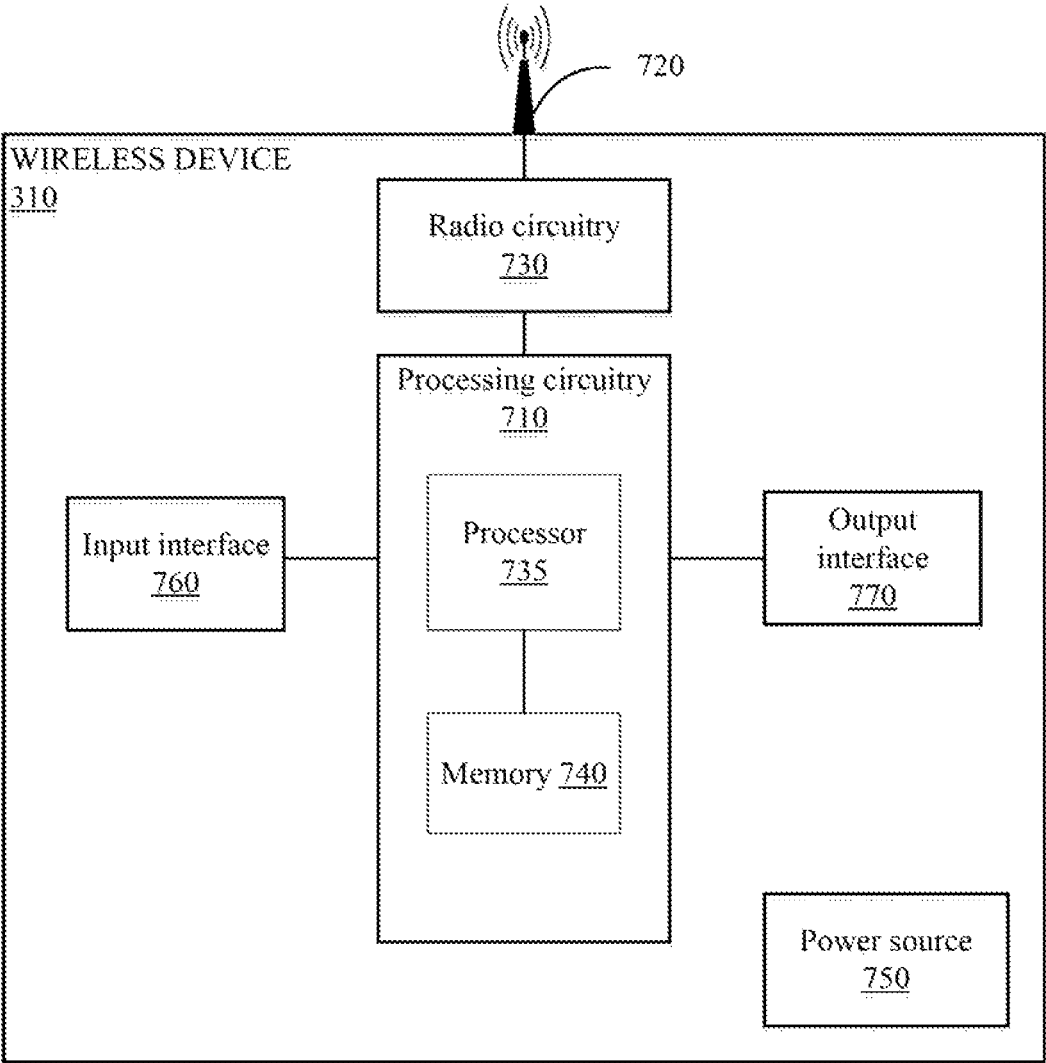 720
WIRELESS DEVICE
310
Radio circuitry
730
Processing circuitry
710
Input interface
760
Processor
735
Output
interface
770
Memory 740
Power source
750